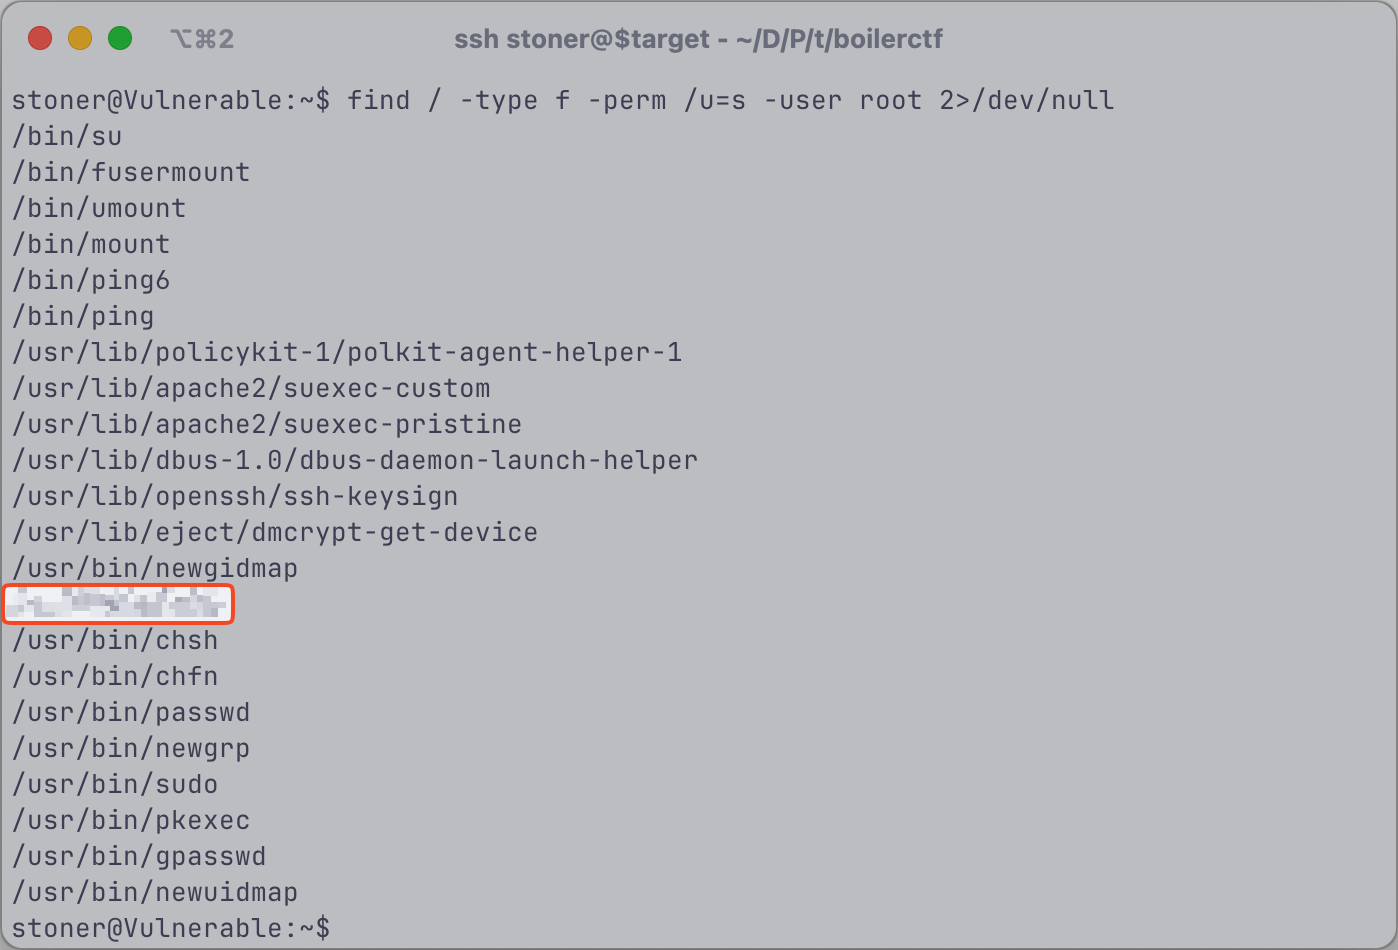 ⌥⌘2
ssh stoner@$target - ~/D/P/t/boilerctf
stoner@Vulnerable:~$ find / -type f -perm /u=s -user root 2>/dev/null
/bin/su
/bin/fusermount
/bin/umount
/bin/mount
/bin/ping6
/bin/ping
/usr/lib/policykit-1/polkit-agent-helper-1
/usr/lib/apache2/suexec-custom
/usr/lib/apache2/suexec-pristine
/usr/lib/dbus-1.0/dbus-daemon-launch-helper
/usr/lib/openssh/ssh-keysign
/usr/lib/eject/dmcrypt-get-device
/usr/bin/newgidmap
/usr/bin/chsh
/usr/bin/chfn
/usr/bin/passwd
/usr/bin/newgrp
/usr/bin/sudo
/usr/bin/pkexec
/usr/bin/gpasswd
/usr/bin/newuidmap
stoner@Vulnerable:~$